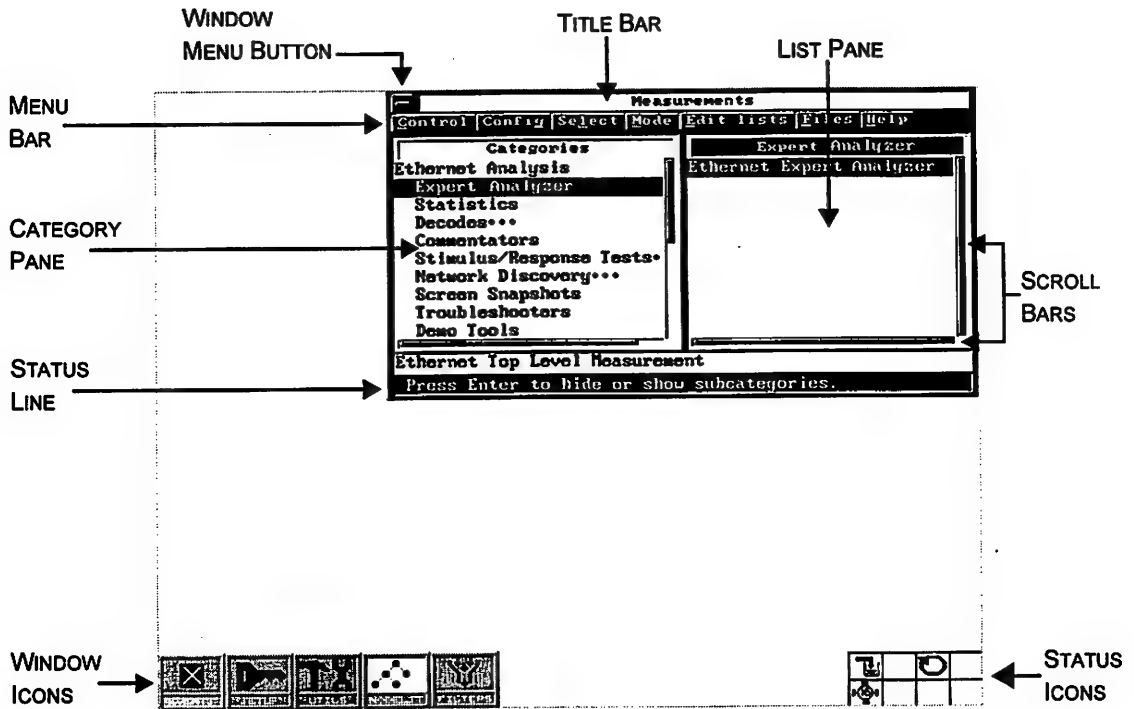 WINDOW
MENU BUTTON
TITLE BAR
LIST PANE
MENU
BAR
Measurements
Control Config Select Mode Edit lists Files Help
Categories
Expert Analyzer
Ethernet Analysis
Ethernet Expert Analyzer
Expert Analyzer
Statistics
Decodes•••
Commentators
Stimulus/Response Tests•
Network Discovery•••
Screen Snapshots
Troubleshooters
Demo Tools
CATEGORY
PANE
SCROLL
BARS
Ethernet Top Level Measurement
Press Enter to hide or show subcategories.
STATUS
LINE
WINDOW
ICONS
TX
STATUS
ICONS